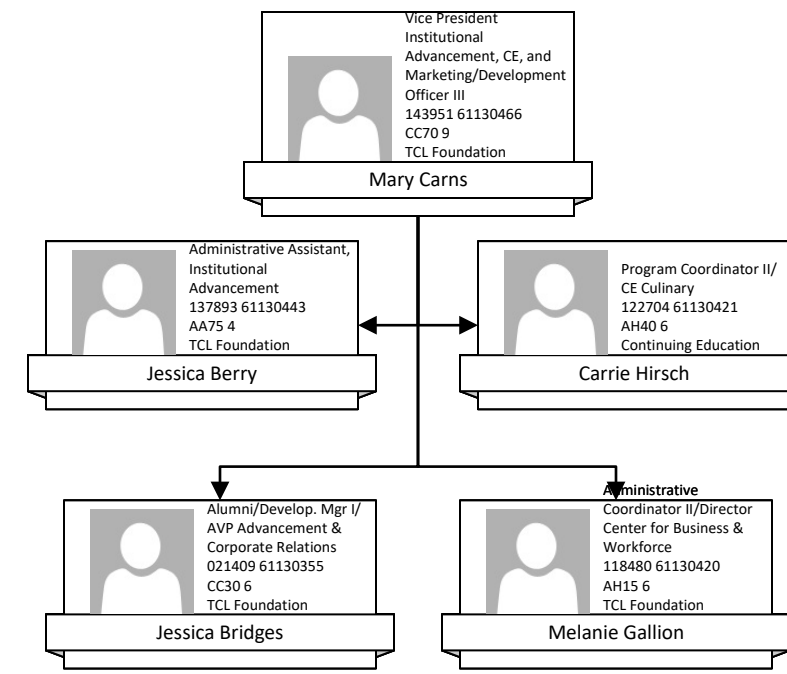 Vice President
Institutional
Advancement, CE, and
Marketing/Development
Officer III
143951 61130466
CC70 9
TCL Foundation
Mary Carns
Administrative Assistant,
Institutional
Advancement
137893 61130443
AA75 4
TCL Foundation
Jessica Berry
Program Coordinator II/
CE Culinary
122704 61130421
AH40 6
Continuing Education
Carrie Hirsch
Alumni/Develop. Mgr I/
AVP Advancement &
Corporate Relations
021409 61130355
CC30 6
TCL Foundation
Jessica Bridges
Administrative
Coordinator II/Director
Center for Business &
Workforce
118480 61130420
AH15 6
TCL Foundation
Melanie Gallion